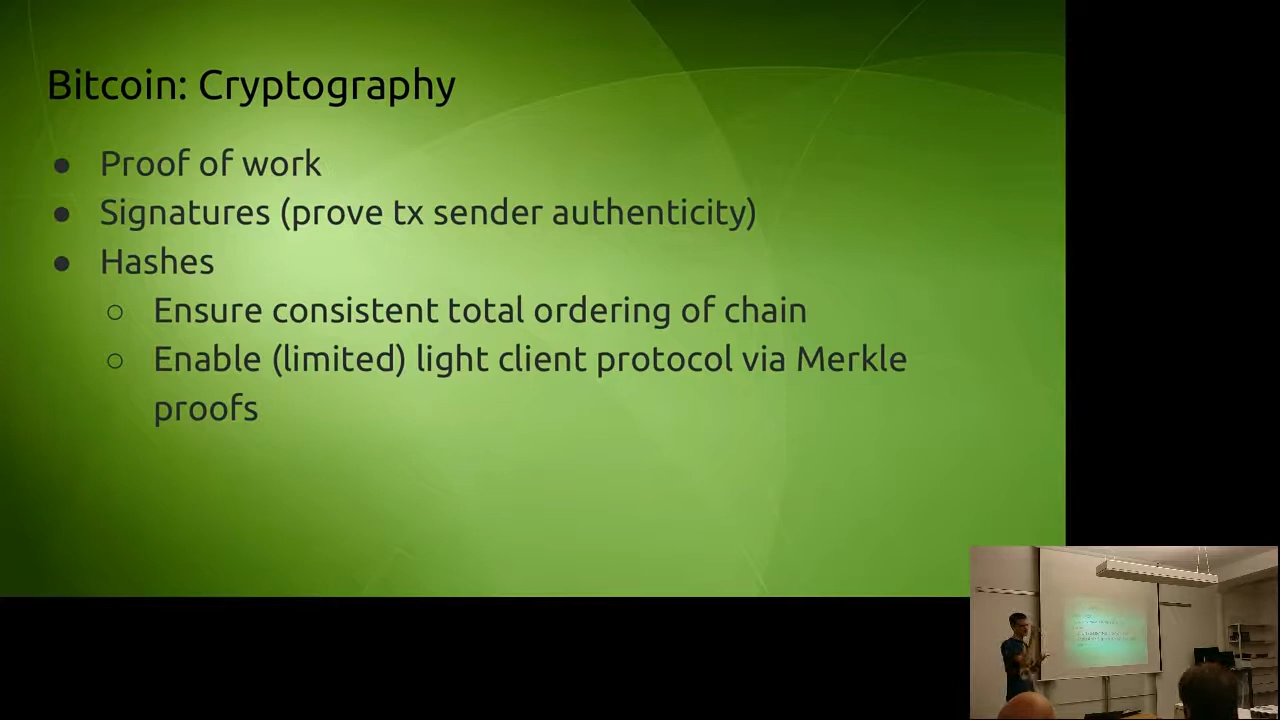 Bitcoin: Cryptography
● Proof of work
● Signatures (prove tx sender authenticity)
● Hashes
○ Ensure consistent total ordering of chain
○ Enable (limited) light client protocol via Merkle
proofs